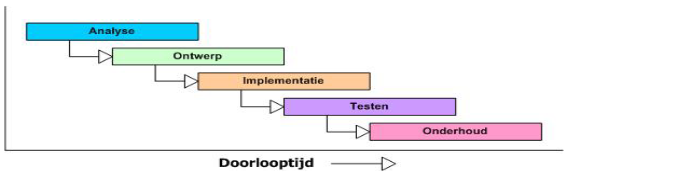 Analyse
Ontwerp
Implementatie
Testen
Onderhoud
Doorlooptijd